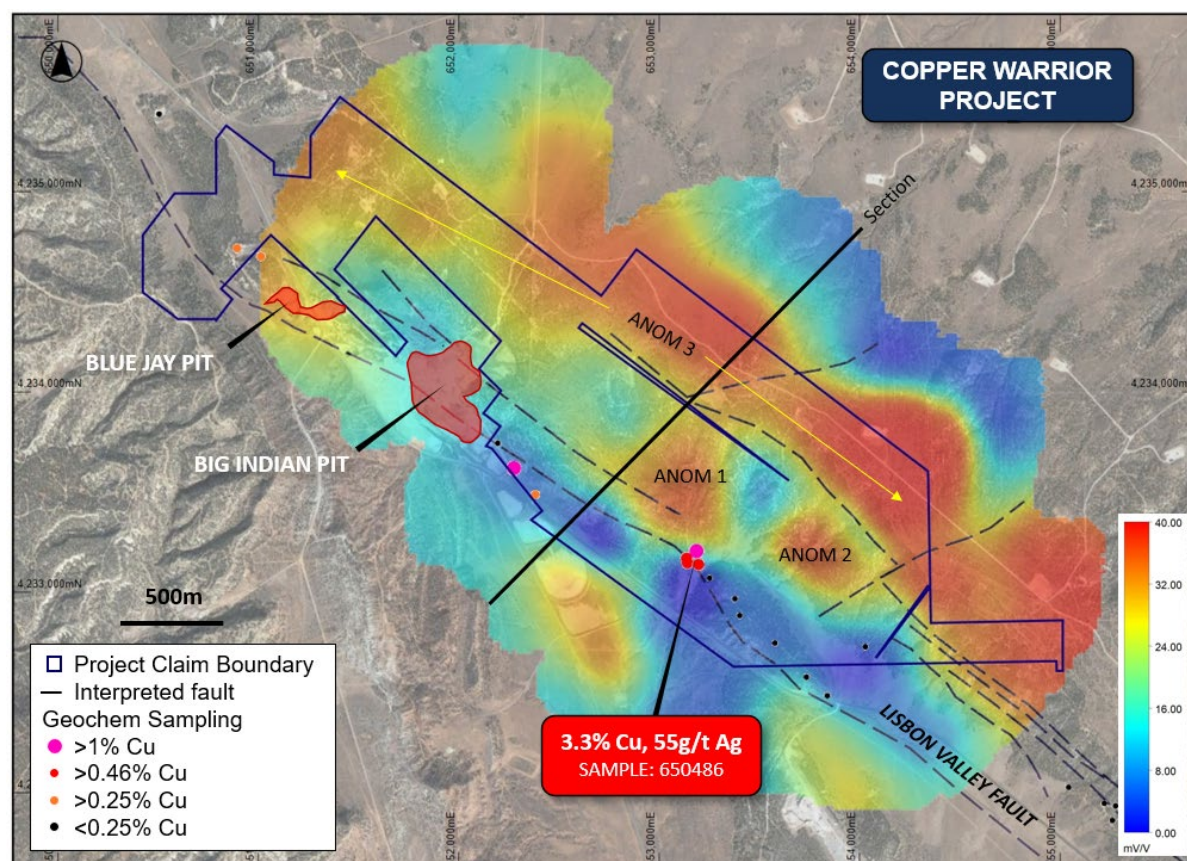 COPPER WARRIOR
PROJECT
651,000mE
652,000mE
653,000mE
4,235,000mN
4,235,000mN
Section
ANOM 3
BLUE JAY PIT
4,234,000mN
4,234,000mN
BIG INDIAN PIT
ANOM 1
ANOM 2
4,233,000mN
500m
Project Claim Boundary
Interpreted fault
Geochem Sampling
>1% Cu
>0.46% Cu
>0.25% Cu
<0.25% Cu
3.3% Cu, 55g/t Ag
SAMPLE: 650486
LISBON VALLEY FAULT
40.00
32.00
24.00
16.00
8.00
0.00
mV/V